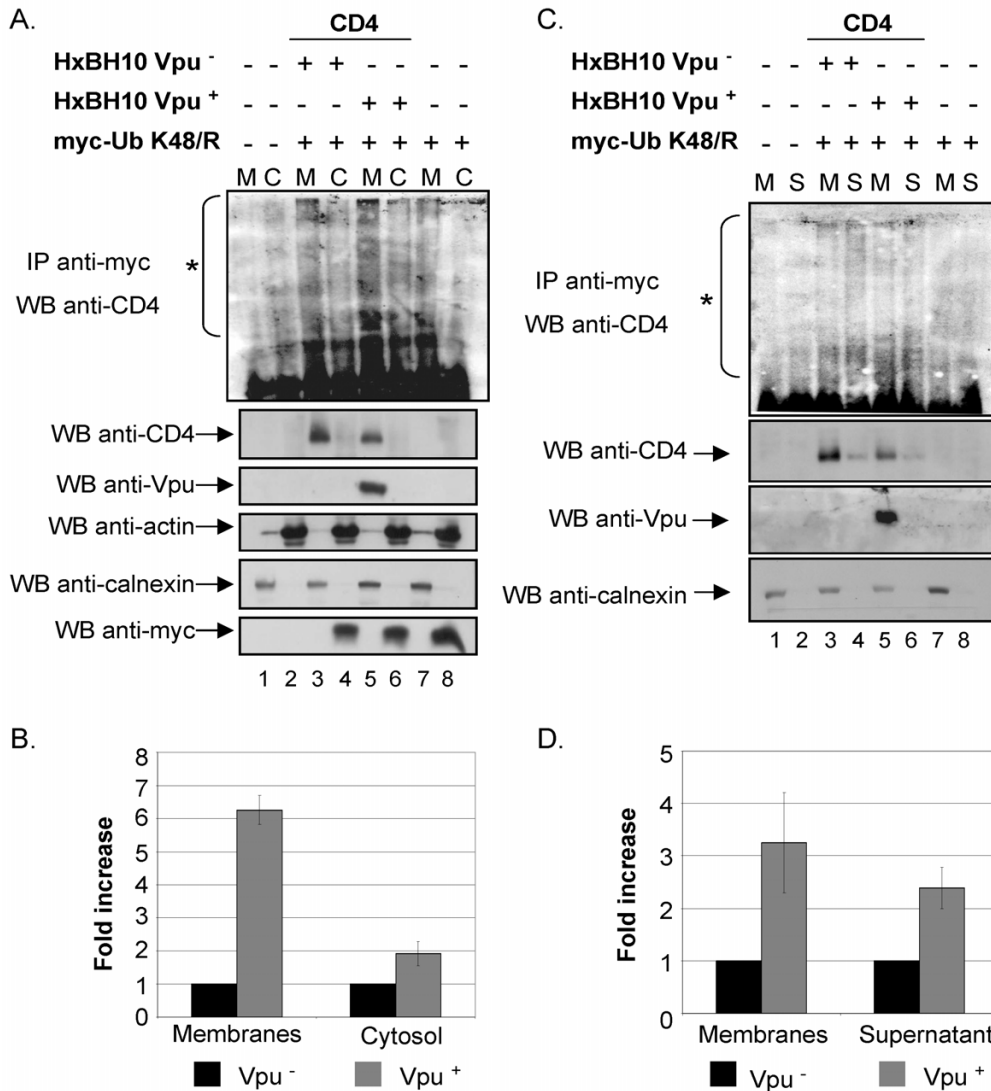 A.
CD4
HxBH10 Vpu - - - + + - - - -
HxBH10 Vpu + - - - - + + - -
myc-Ub K48/R - - + + + + + +
M C M C M C M C
IP anti-myc
*
WB anti-CD4
WB anti-CD4
WB anti-Vpu
WB anti-actin
WB anti-calnexin
WB anti-myc
1 2 3 4 5 6 7 8
C.
CD4
HxBH10 Vpu - - - + + - - - -
HxBH10 Vpu + - - - - + + - -
myc-Ub K48/R - - + + + + + +
M S M S M S M S
IP anti-myc
*
WB anti-CD4
WB anti-CD4
WB anti-Vpu
WB anti-calnexin
1 2 3 4 5 6 7 8
B.
Fold increase
8
7
6
5
4
3
2
1
0
Membranes Cytosol
Vpu - Vpu +
D.
Fold increase
5
4
3
2
1
0
Membranes Supernatant
Vpu - Vpu +